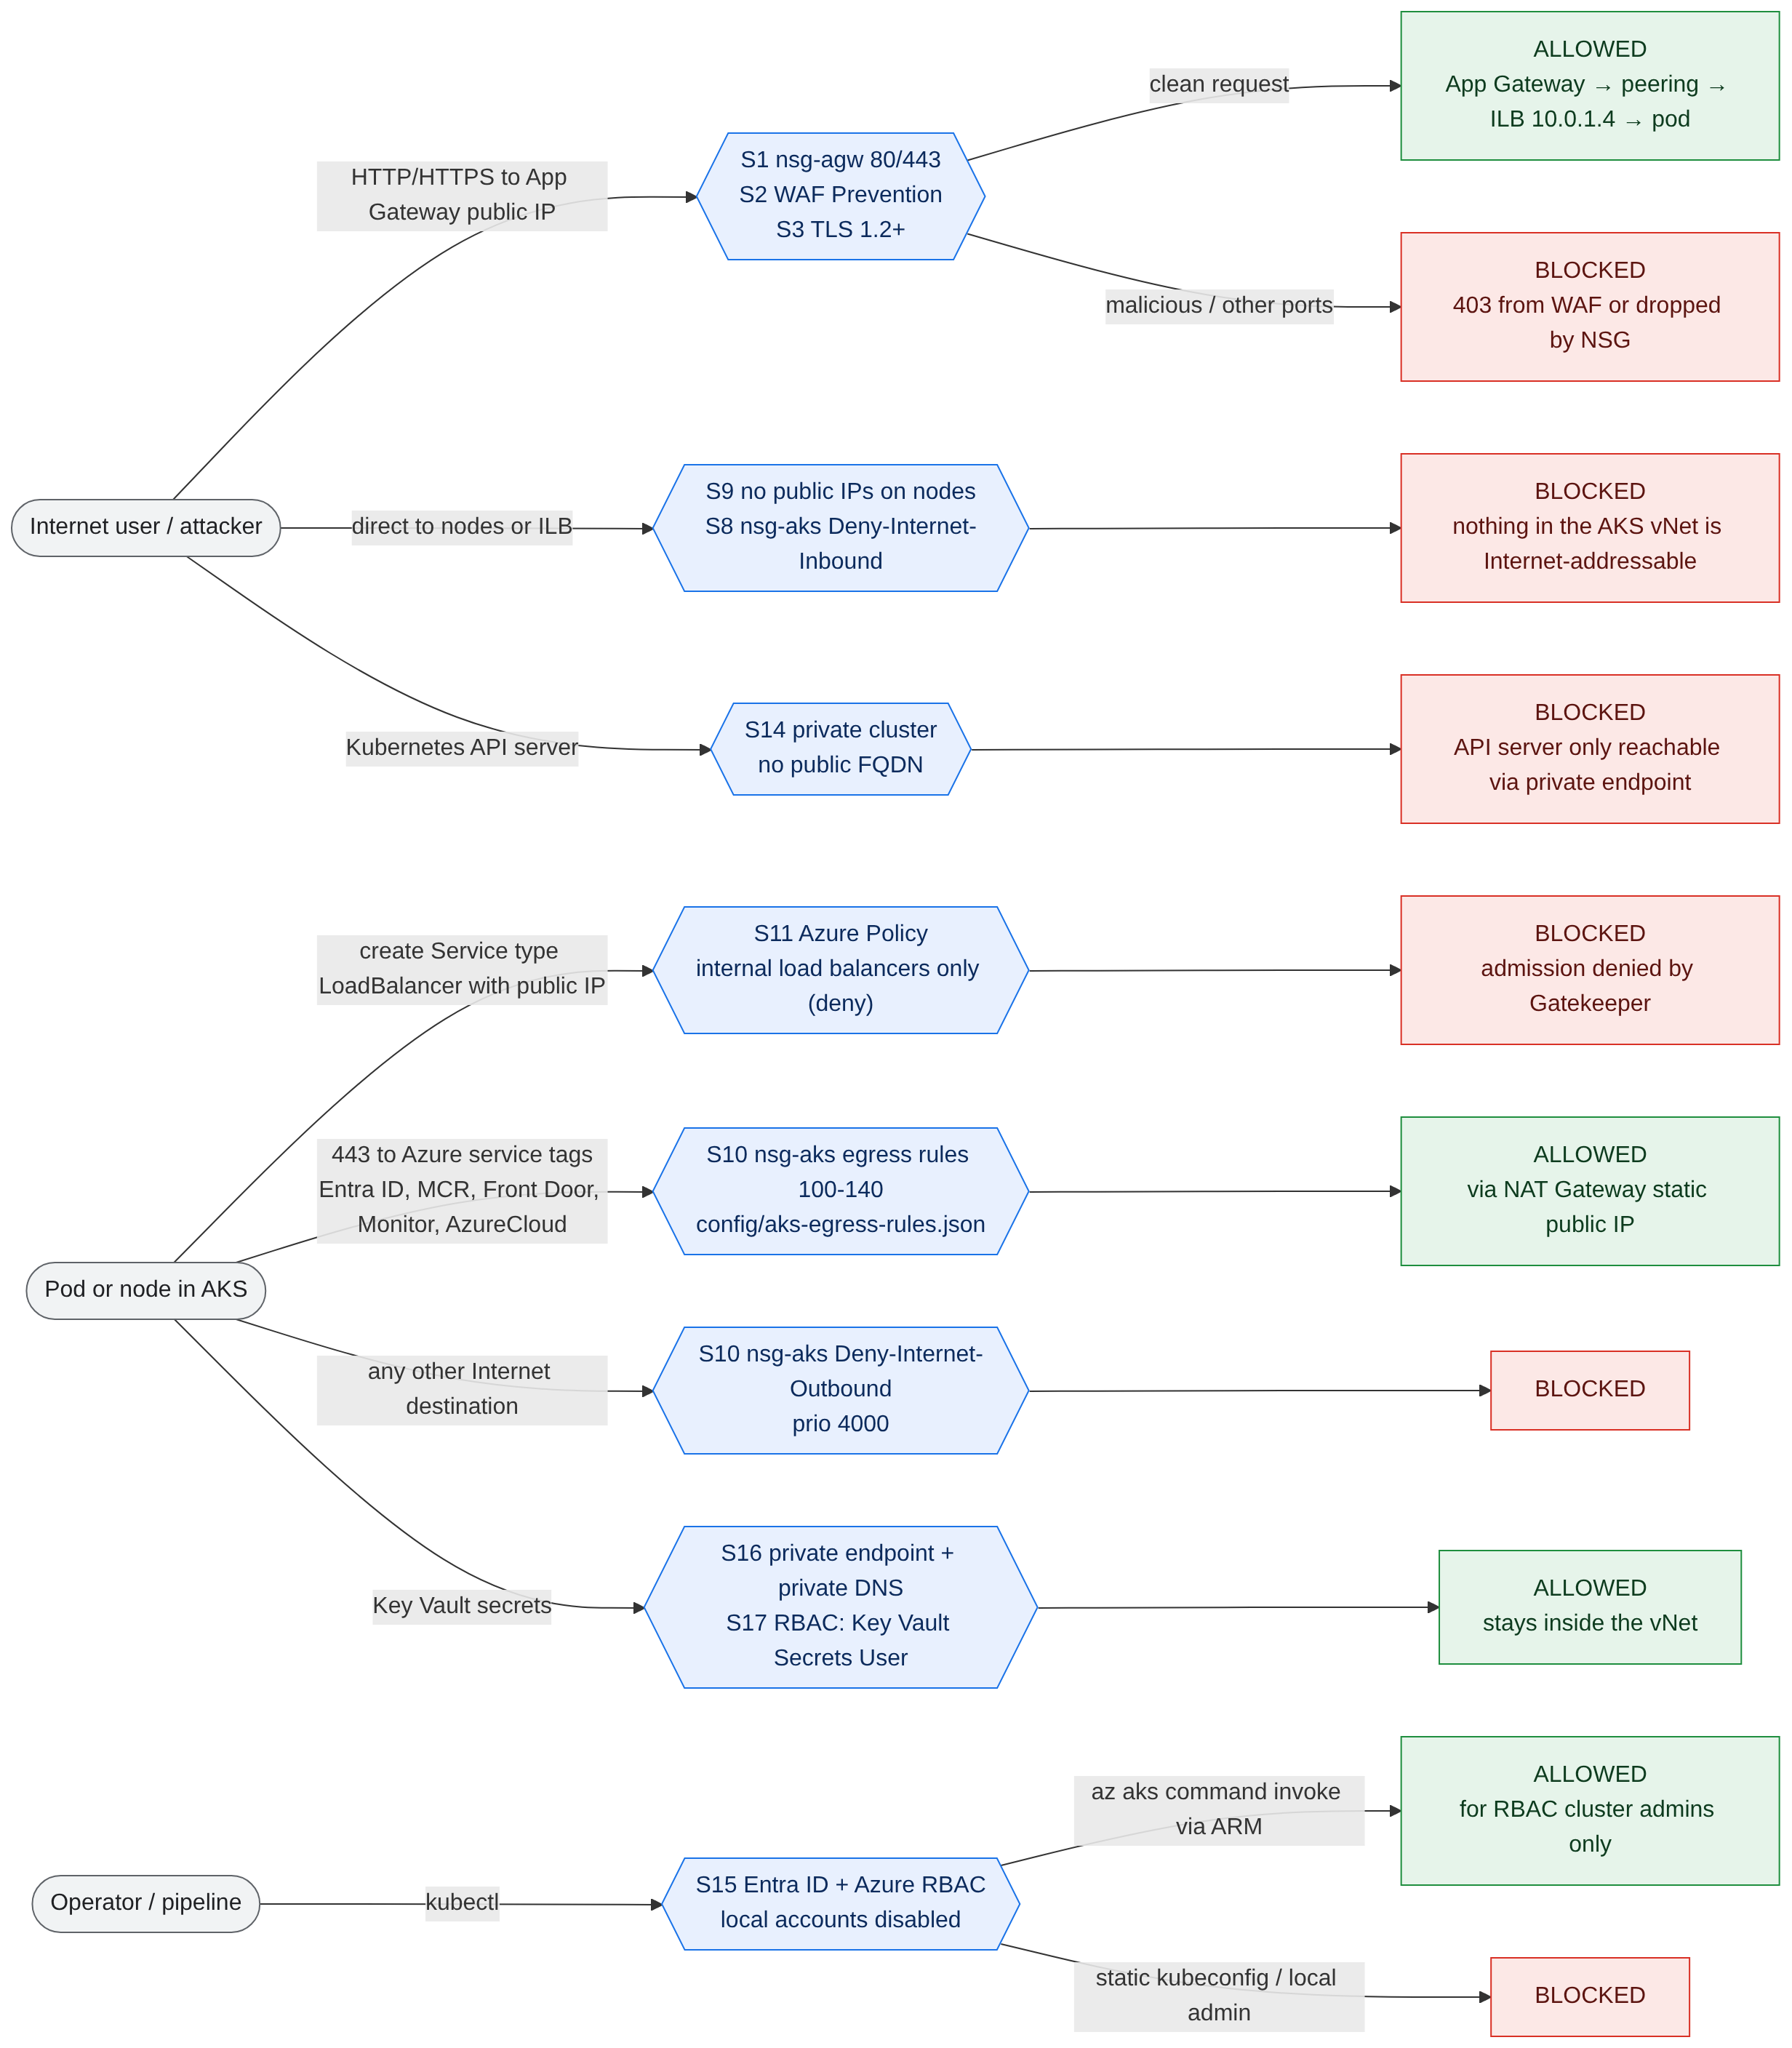 ALLOWED
App Gateway → peering →
ILB 10.0.1.4 → pod
clean request
HTTP/HTTPS to App
Gateway public IP
S1 nsg-agw 80/443
S2 WAF Prevention
S3 TLS 1.2+
malicious / other ports
BLOCKED
403 from WAF or dropped
by NSG
Internet user / attacker
direct to nodes or ILB
S9 no public IPs on nodes
S8 nsg-aks Deny-Internet-
Inbound
BLOCKED
nothing in the AKS vNet is
Internet-addressable
Kubernetes API server
S14 private cluster
no public FQDN
BLOCKED
API server only reachable
via private endpoint
create Service type
LoadBalancer with public IP
S11 Azure Policy
internal load balancers only
(deny)
BLOCKED
admission denied by
Gatekeeper
443 to Azure service tags
Entra ID, MCR, Front Door,
Monitor, AzureCloud
S10 nsg-aks egress rules
100-140
config/aks-egress-rules.json
ALLOWED
via NAT Gateway static
public IP
Pod or node in AKS
any other Internet
destination
S10 nsg-aks Deny-Internet-
Outbound
prio 4000
BLOCKED
Key Vault secrets
S16 private endpoint +
private DNS
S17 RBAC: Key Vault
Secrets User
ALLOWED
stays inside the vNet
Operator / pipeline
kubectl
S15 Entra ID + Azure RBAC
local accounts disabled
az aks command invoke
via ARM
ALLOWED
for RBAC cluster admins
only
static kubeconfig / local
admin
BLOCKED